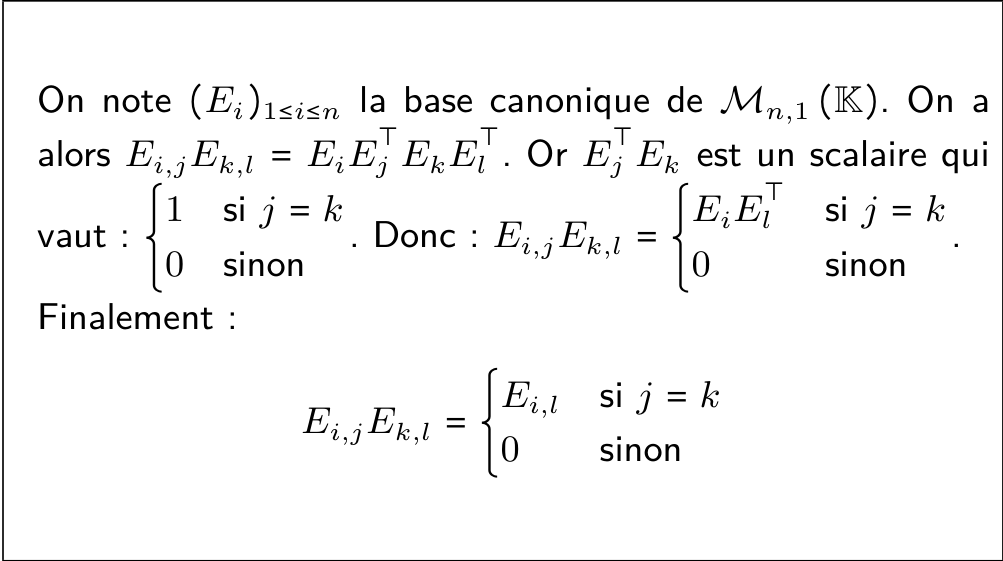 On note $(E_i)_{1 \leq i \leq n}$ la base canonique de $\mathcal{M}_{n,1}(\mathbb{K})$. On a
alors $E_{i,j}E_{k,l} = E_i E_j^\top E_k E_l^\top$. Or $E_j^\top E_k$ est un scalaire qui
vaut : $\begin{cases} 1 & \text{si } j = k \\ 0 & \text{sinon} \end{cases}$. Donc : $E_{i,j}E_{k,l} = \begin{cases} E_i E_l^\top & \text{si } j = k \\ 0 & \text{sinon} \end{cases}$.
Finalement :
$E_{i,j}E_{k,l} = \begin{cases} E_{i,l} & \text{si } j = k \\ 0 & \text{sinon} \end{cases}$